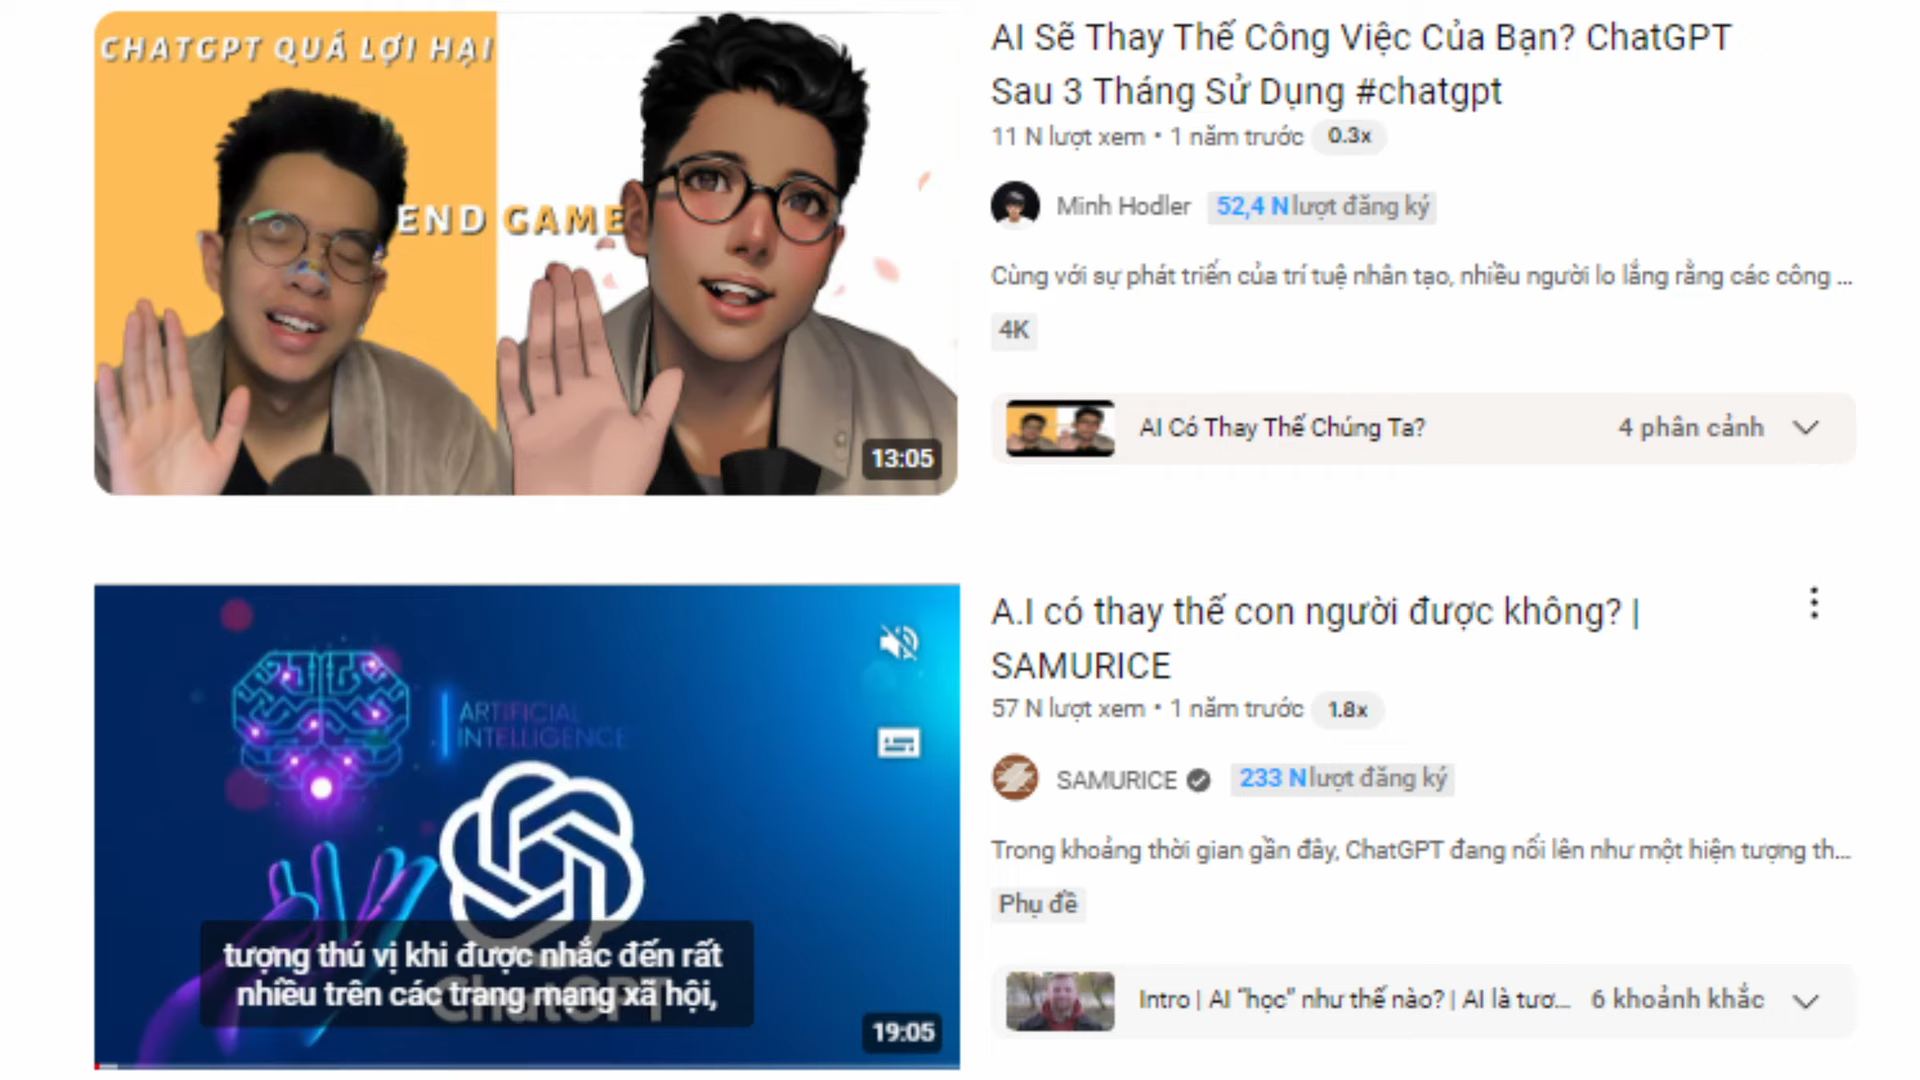 CHATGPT QUÁ LỢI HẠI
END GAME
13:05
AI Sẽ Thay Thế Công Việc Của Bạn? ChatGPT
Sau 3 Tháng Sử Dụng #chatgpt
11 N lượt xem • 1 năm trước 0.3x
Minh Hodler 52,4 N lượt đăng ký
Cùng với sự phát triển của trí tuệ nhân tạo, nhiều người lo lắng rằng các công ...
4K
AI Có Thay Thế Chúng Ta? 4 phân cảnh
ARTIFICIAL
INTELLIGENCE
ChatGPT
tượng thú vị khi được nhắc đến rất
nhiều trên các trang mạng xã hội,
19:05
A.I có thay thế con người được không? |
SAMURICE
57 N lượt xem • 1 năm trước 1.8x
SAMURICE 233 N lượt đăng ký
Trong khoảng thời gian gần đây, ChatGPT đang nổi lên như một hiện tượng th...
Phụ đề
Intro | AI “học” như thế nào? | AI là tươ... 6 khoảnh khắc